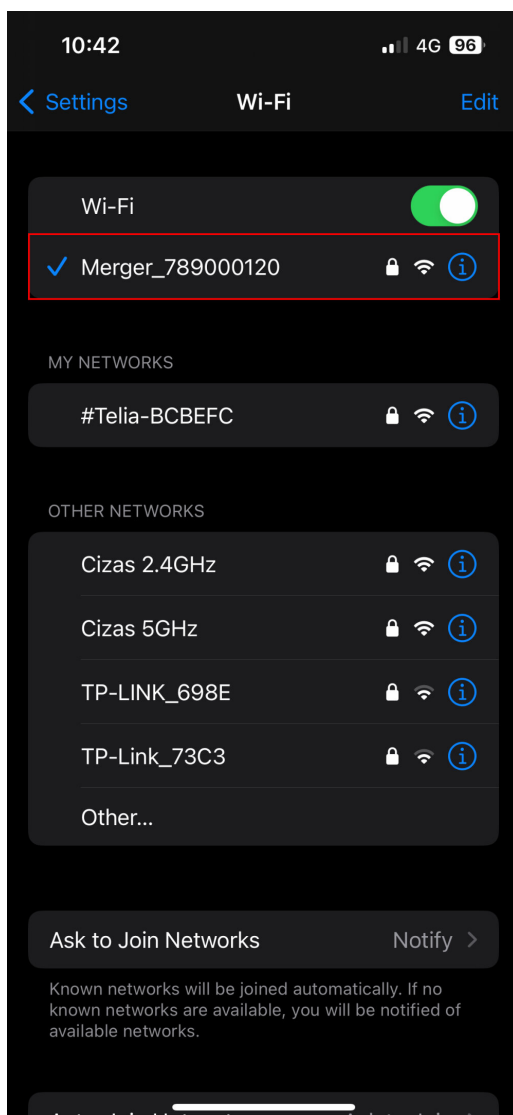 10:42 4G 96
Settings Wi-Fi Edit
Wi-Fi
Merger_789000120
MY NETWORKS
#Telia-BCBEFC
OTHER NETWORKS
Cizas 2.4GHz
Cizas 5GHz
TP-LINK_698E
TP-Link_73C3
Other...
Ask to Join Networks Notify
Known networks will be joined automatically. If no
known networks are available, you will be notified of
available networks.